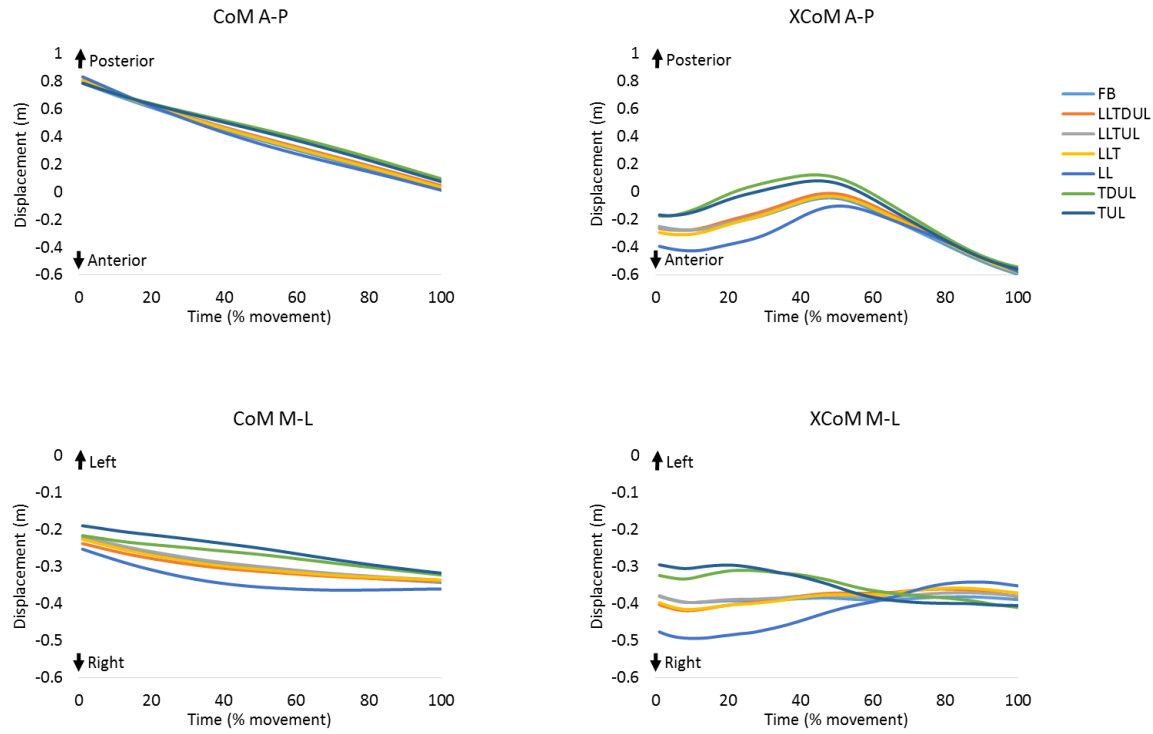 CoM A-P
1
0.8
0.6
0.4
0.2
0
-0.2
-0.4
-0.6
Displacement (m)
Posterior
Anterior
0 20 40 60 80 100
Time (% movement)
XCoM A-P
1
0.8
0.6
0.4
0.2
0
-0.2
-0.4
-0.6
Displacement (m)
Posterior
Anterior
0 20 40 60 80 100
Time (% movement)
FB
LLTDUL
LLTUL
LLT
LL
TDUL
TUL
CoM M-L
0
-0.1
-0.2
-0.3
-0.4
-0.5
-0.6
Displacement (m)
Left
Right
0 20 40 60 80 100
Time (% movement)
XCoM M-L
0
-0.1
-0.2
-0.3
-0.4
-0.5
-0.6
Displacement (m)
Left
Right
0 20 40 60 80 100
Time (% movement)